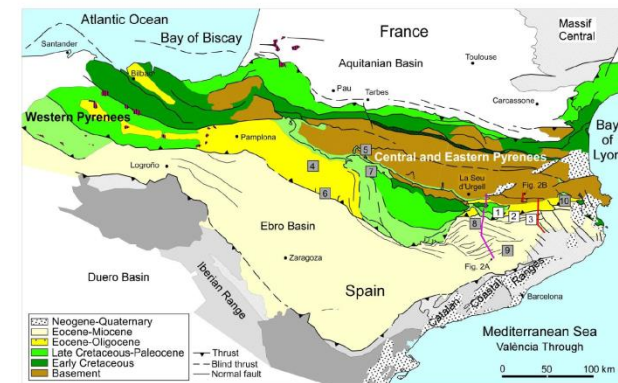 Atlantic Ocean
France
Massif
Central
Santander
Bay of Biscay
Aquitanian Basin
Toulouse
Bilbao
Pau
Tarbes
Carcassone
Western Pyrenees
Bay
of
Lyon
Pamplona
5
Central and Eastern Pyrenees
4
7
La Seu
d'Urgell
Fig. 2B
Logroño
6
1
10
2
3
8
Ebro Basin
9
Zaragoza
Fig. 2A
Duero Basin
Iberian Range
Spain
Catalan Coastal Ranges
Barcelona
Neogene-Quaternary
Eocene-Miocene
Eocene-Oligocene
Late Cretaceous-Paleocene
Early Cretaceous
Basement
Thrust
Blind thrust
Normal fault
Mediterranean Sea
València Through
0
100 km